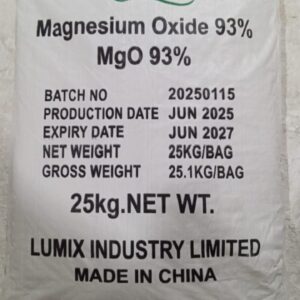 Magnesium Oxide 93%
MgO 93%
BATCH NO 20250115
PRODUCTION DATE JUN 2025
EXPIRY DATE JUN 2027
NET WEIGHT 25KG/BAG
GROSS WEIGHT 25.1KG/BAG
25kg.NET WT.
LUMIX INDUSTRY LIMITED
MADE IN CHINA